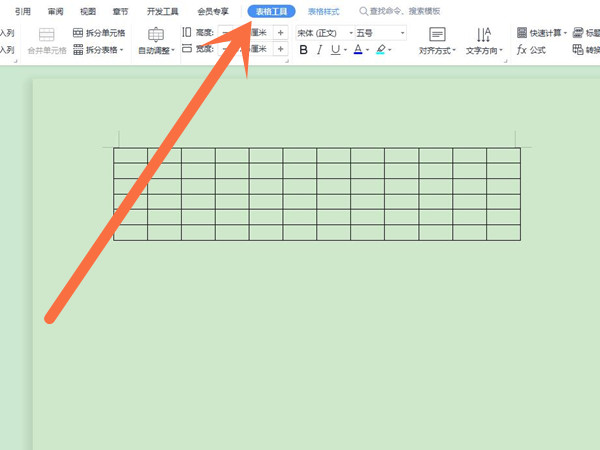 引用 审阅 视图 章节 开发工具 会员专享 表格工具 表格样式 查找命令、搜索模板
入列 拆分单元格 高度: 厘米 宋体 (正文) 五号 快速计算 标题
合并单元格 自动调整 对齐方式 文字方向
入列 拆分表格 宽度: 厘米 B I U A fx 公式 转换